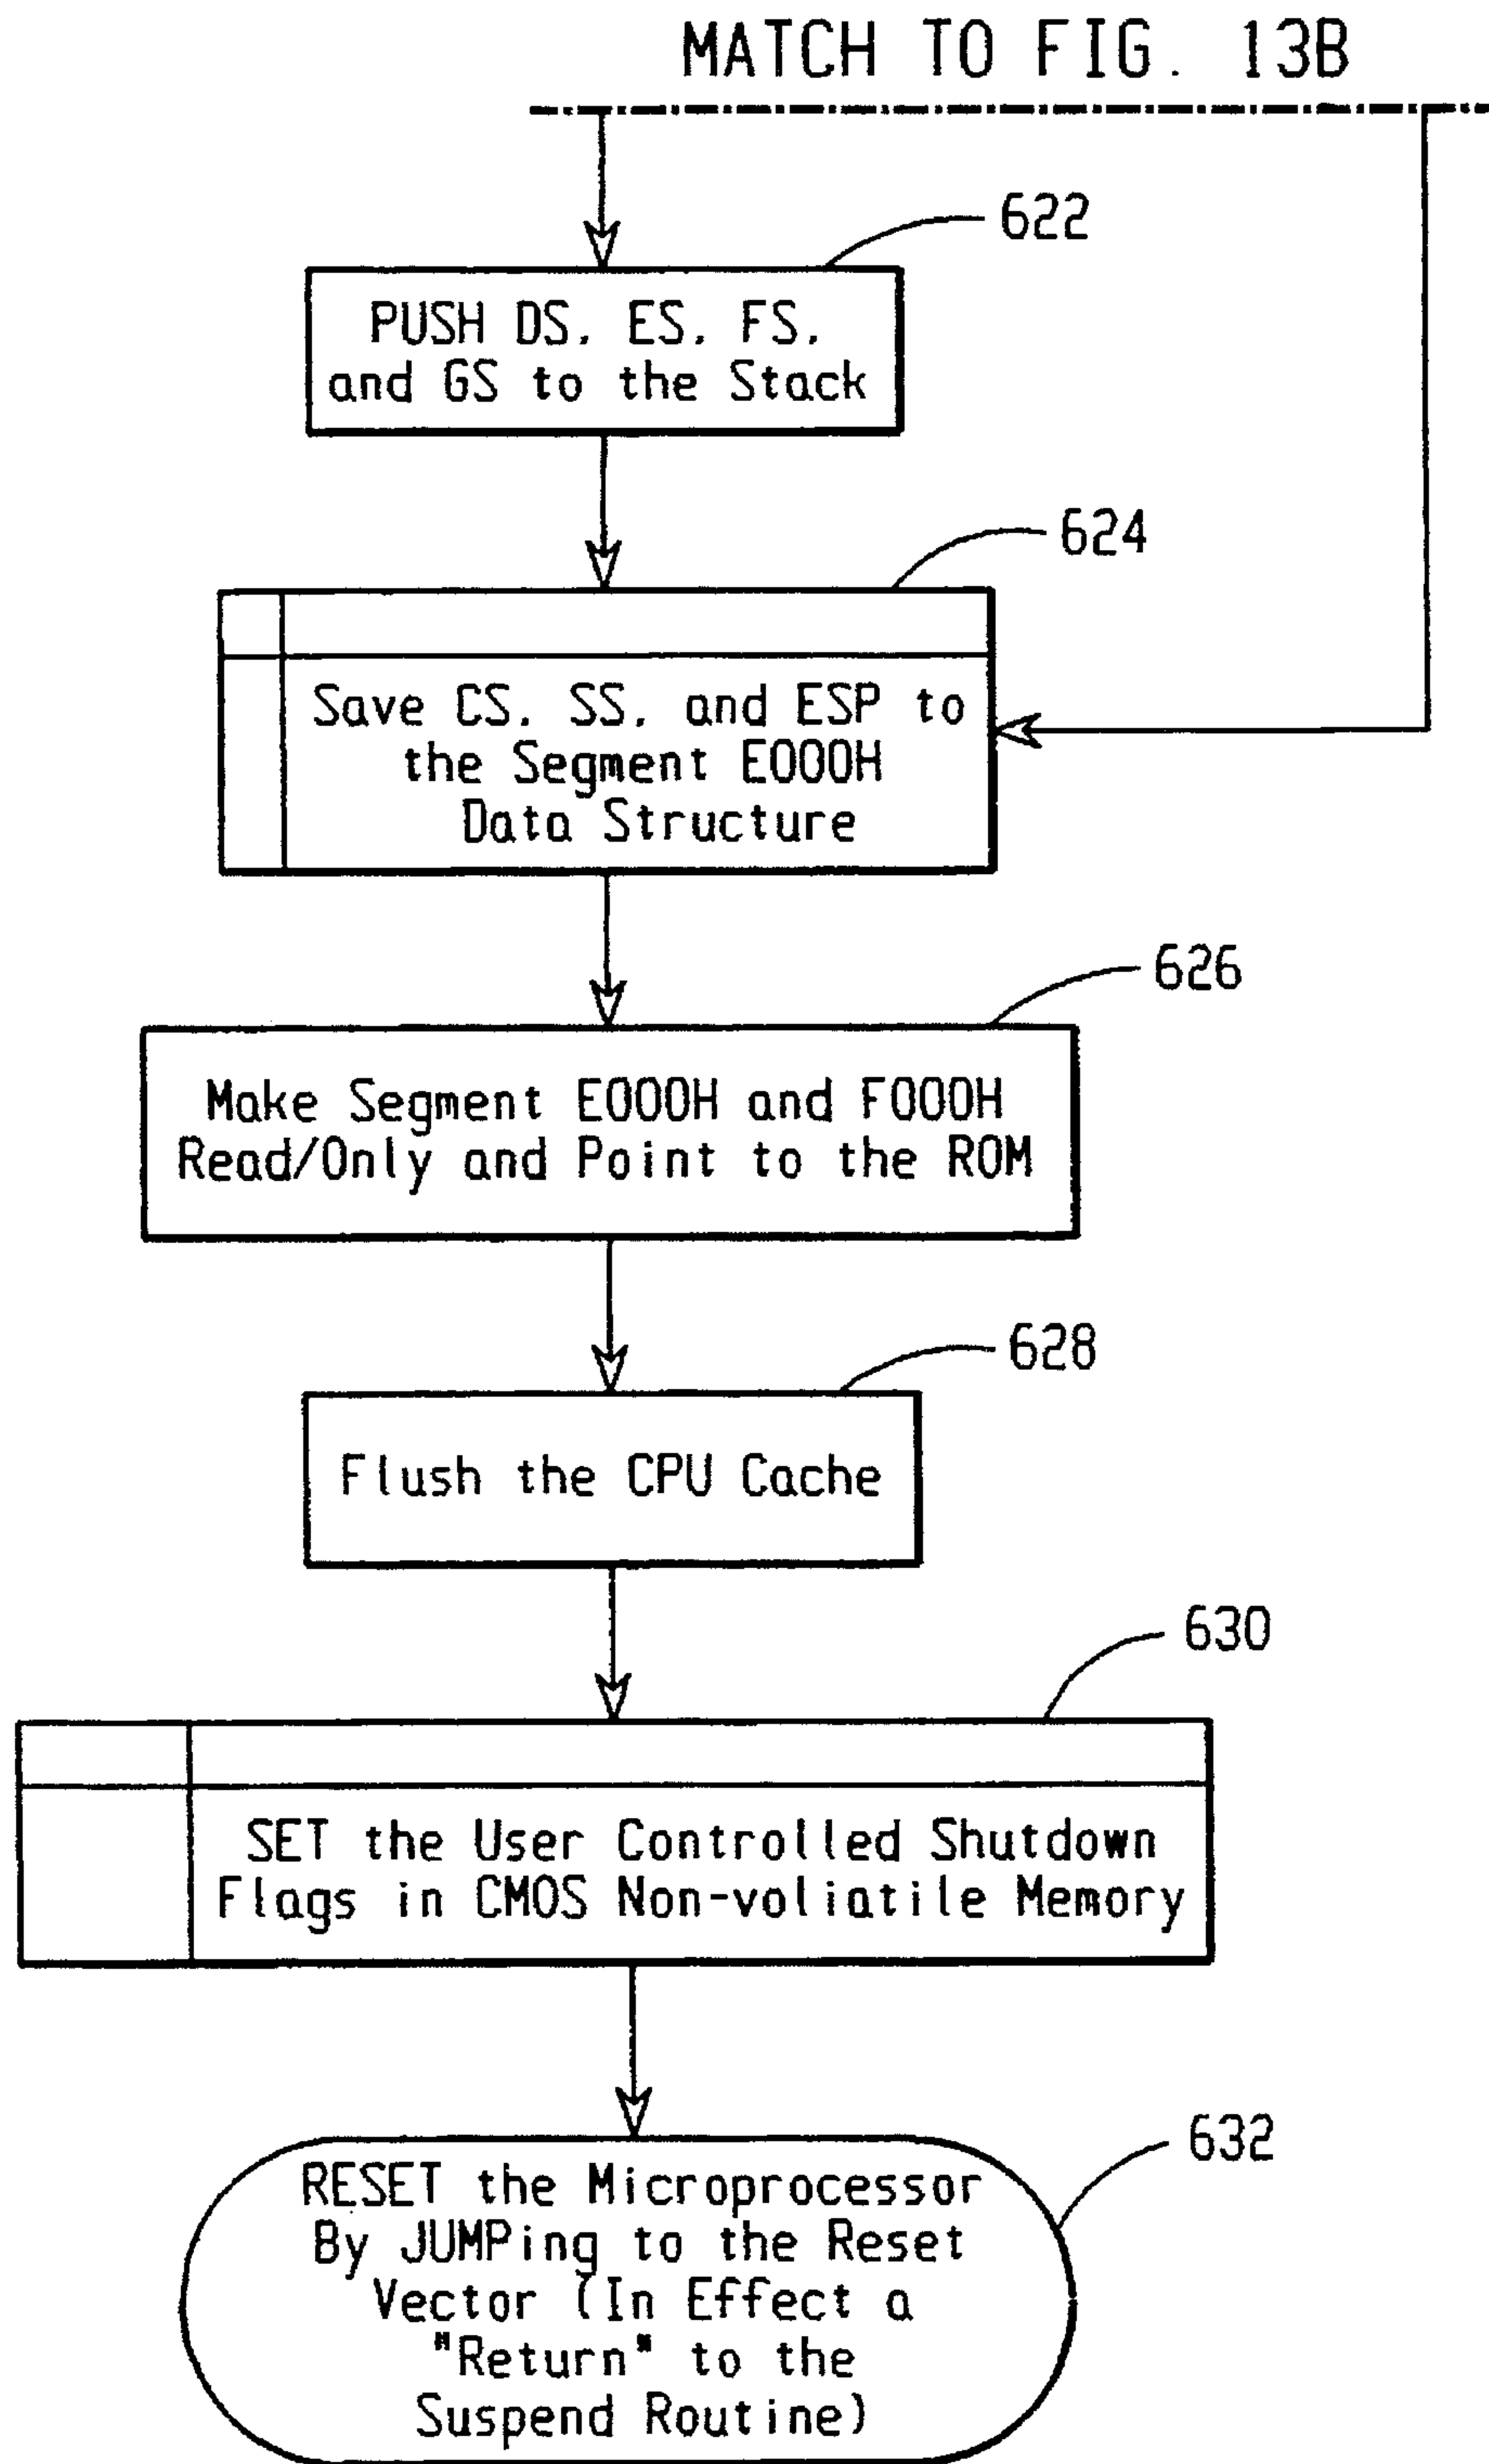 MATCH TO FIG. 13B
622
PUSH DS, ES, FS,
and GS to the Stack
624
Save CS, SS, and ESP to
the Segment E000H
Data Structure
626
Make Segment E000H and F000H
Read/Only and Point to the ROM
628
Flush the CPU Cache
630
SET the User Controlled Shutdown
Flags in CMOS Non-voliatile Memory
632
RESET the Microprocessor
By JUMPing to the Reset
Vector (In Effect a
"Return" to the
Suspend Routine)